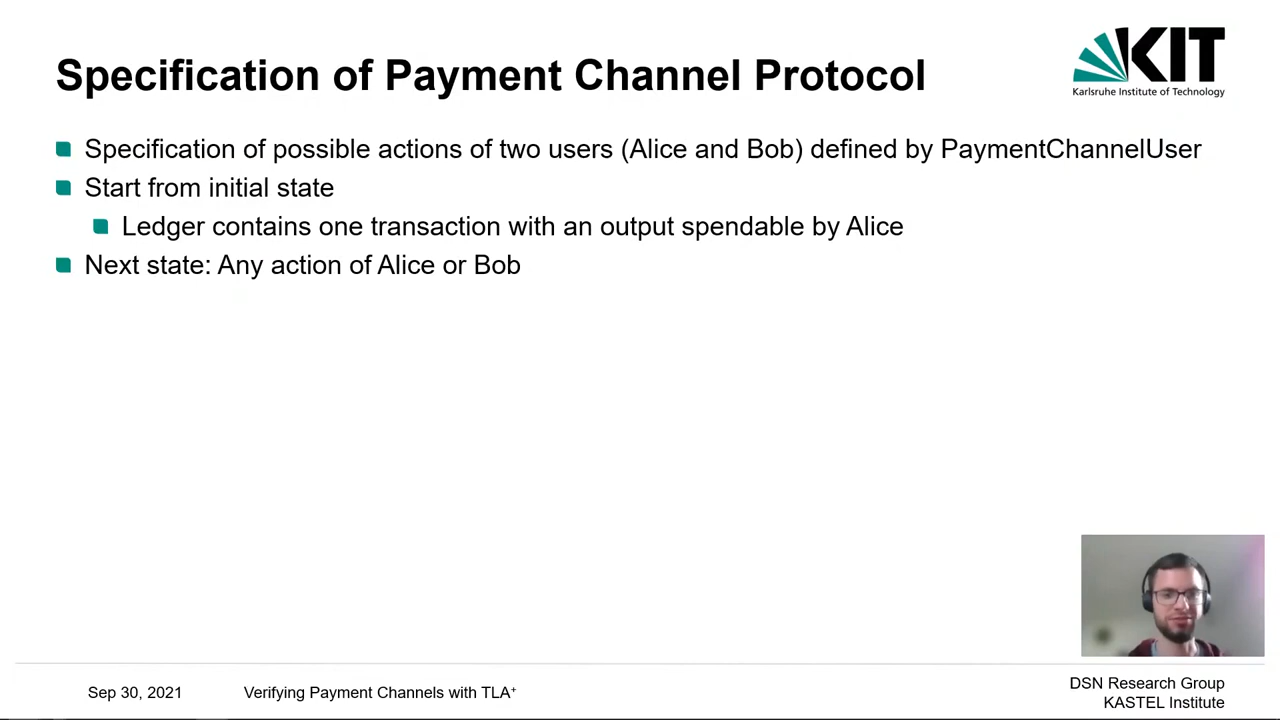 Specification of Payment Channel Protocol
KIT
Karlsruhe Institute of Technology
Specification of possible actions of two users (Alice and Bob) defined by PaymentChannelUser
Start from initial state
Ledger contains one transaction with an output spendable by Alice
Next state: Any action of Alice or Bob
Sep 30, 2021
Verifying Payment Channels with TLA⁺
DSN Research Group
KASTEL Institute